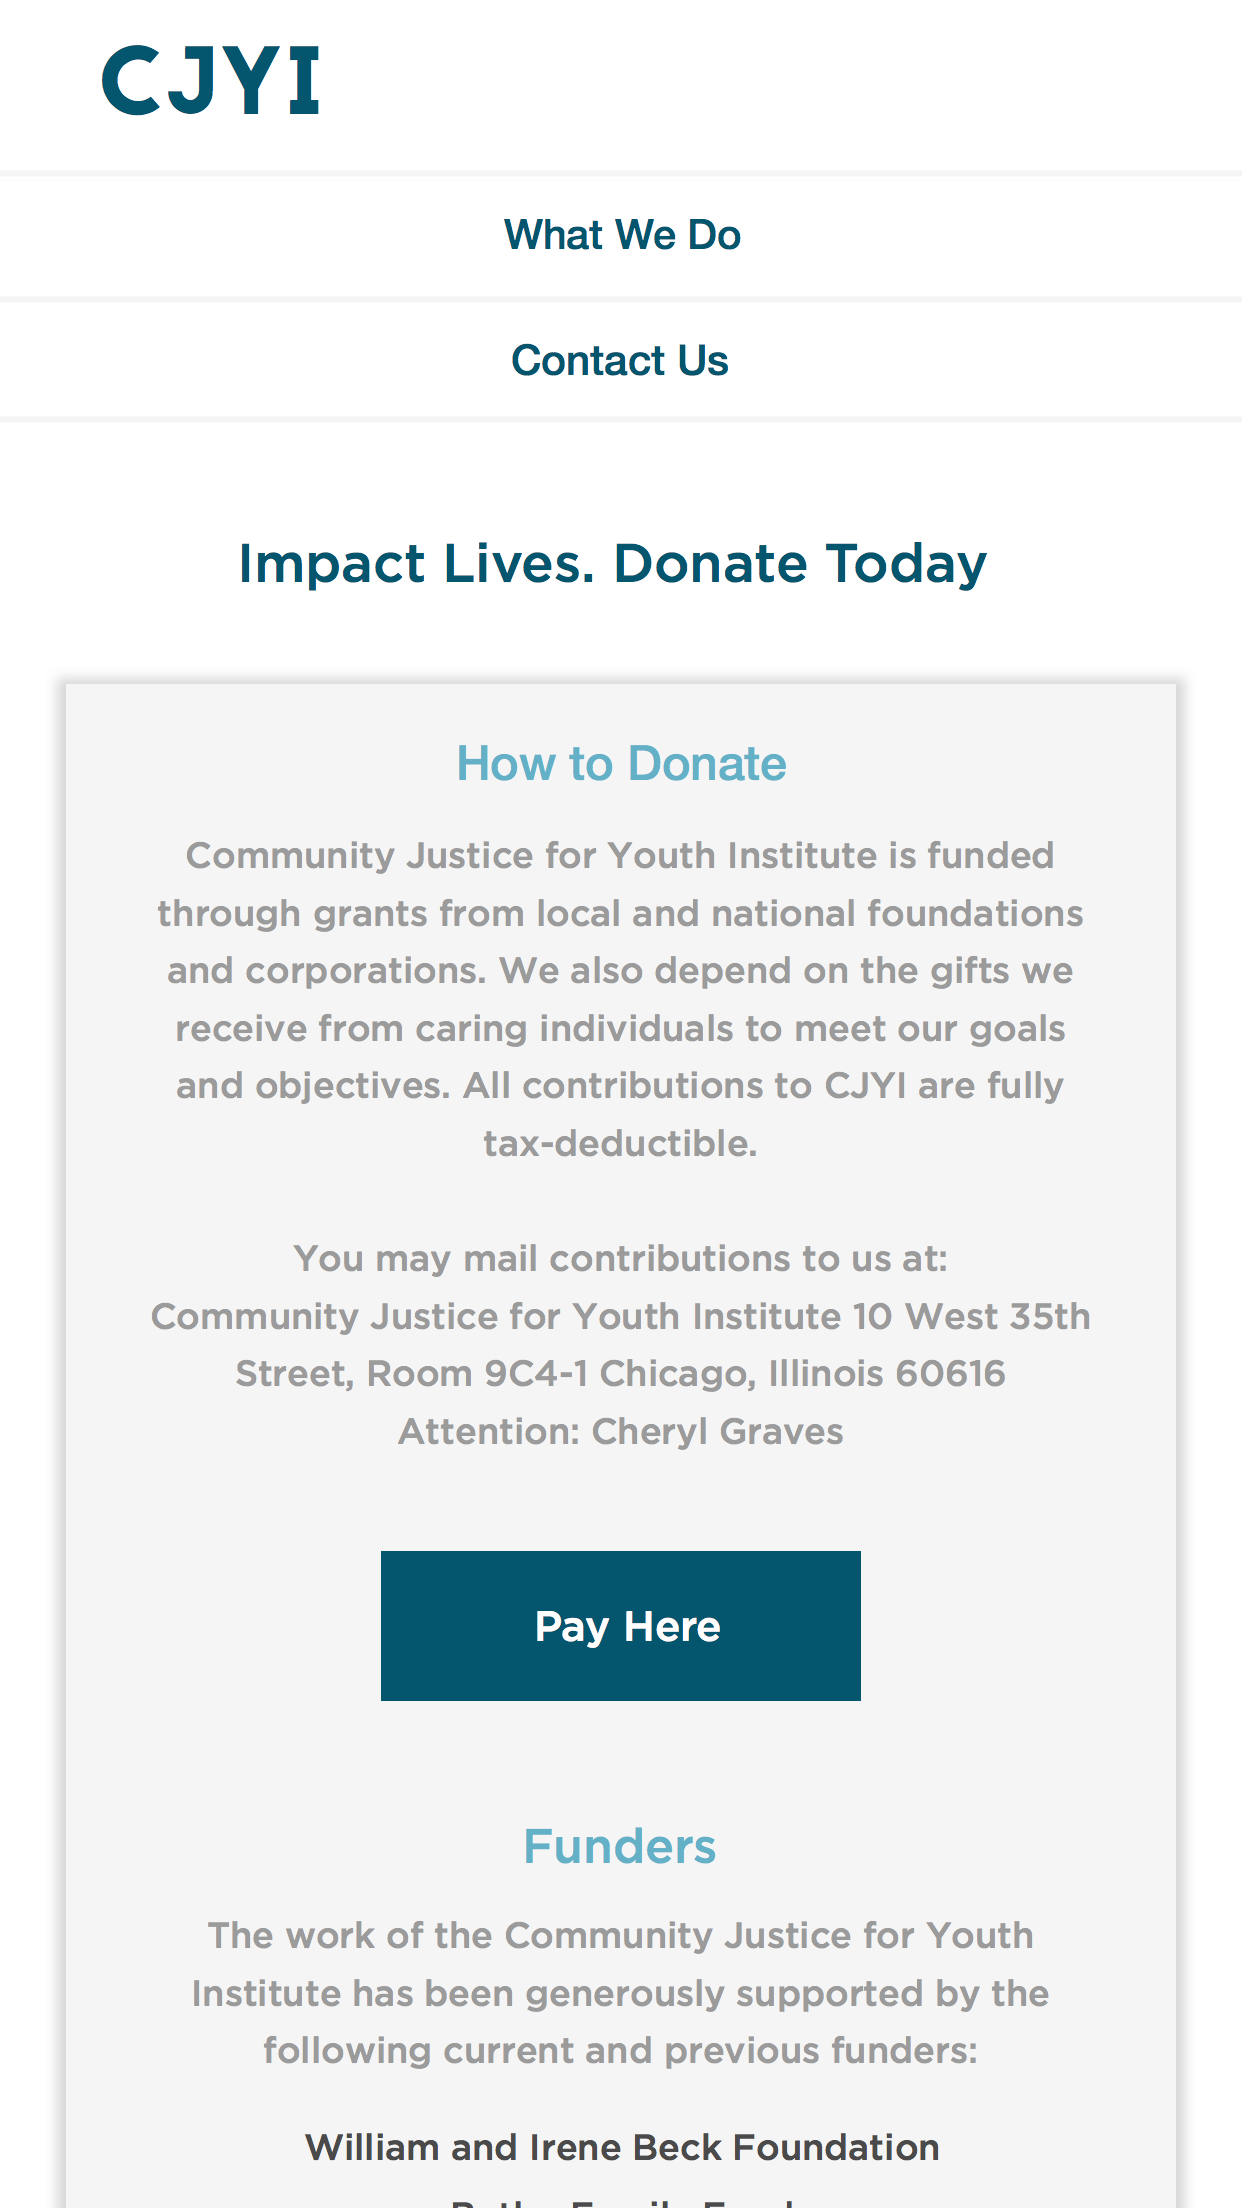 CJYI
What We Do
Contact Us
Impact Lives. Donate Today
How to Donate
Community Justice for Youth Institute is funded
through grants from local and national foundations
and corporations. We also depend on the gifts we
receive from caring individuals to meet our goals
and objectives. All contributions to CJYI are fully
tax-deductible.
You may mail contributions to us at:
Community Justice for Youth Institute 10 West 35th
Street, Room 9C4-1 Chicago, Illinois 60616
Attention: Cheryl Graves
Pay Here
Funders
The work of the Community Justice for Youth
Institute has been generously supported by the
following current and previous funders:
William and Irene Beck Foundation